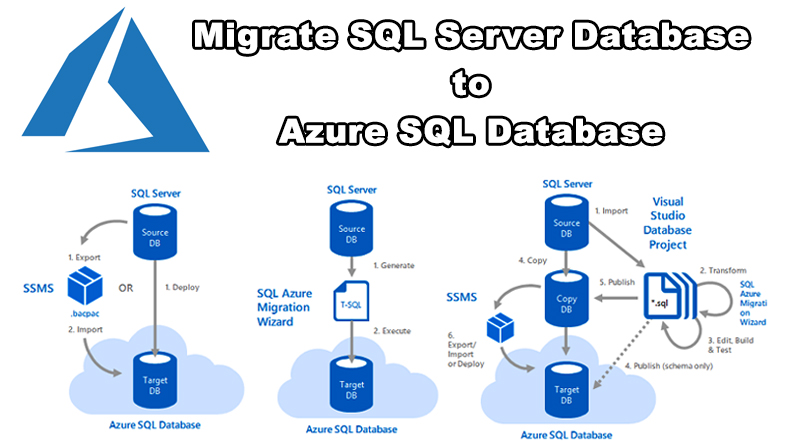 Migrate SQL Server Database
to
Azure SQL Database
SQL Server
Source
DB
1. Export
SSMS
OR
1. Deploy
.bacpac
2. Import
Target
DB
Azure SQL Database
SQL Server
Source
DB
1. Generate
SQL Azure
Migration
Wizard
T-SQL
2. Execute
Target
DB
Azure SQL Database
SQL Server
Source
DB
1. Import
Visual
Studio
Database
Project
4. Copy
5. Publish
2. Transform
SSMS
Copy
DB
*.sql
SQL
Azure
Migrati
on
Wizard
6.
Export/
Import
or Deploy
3. Edit, Build
& Test
4. Publish (schema only)
Target
DB
Azure SQL Database